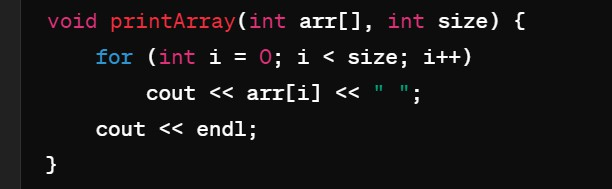 void printArray(int arr[], int size) {
    for (int i = 0; i < size; i++)
        cout << arr[i] << " ";
    cout << endl;
}